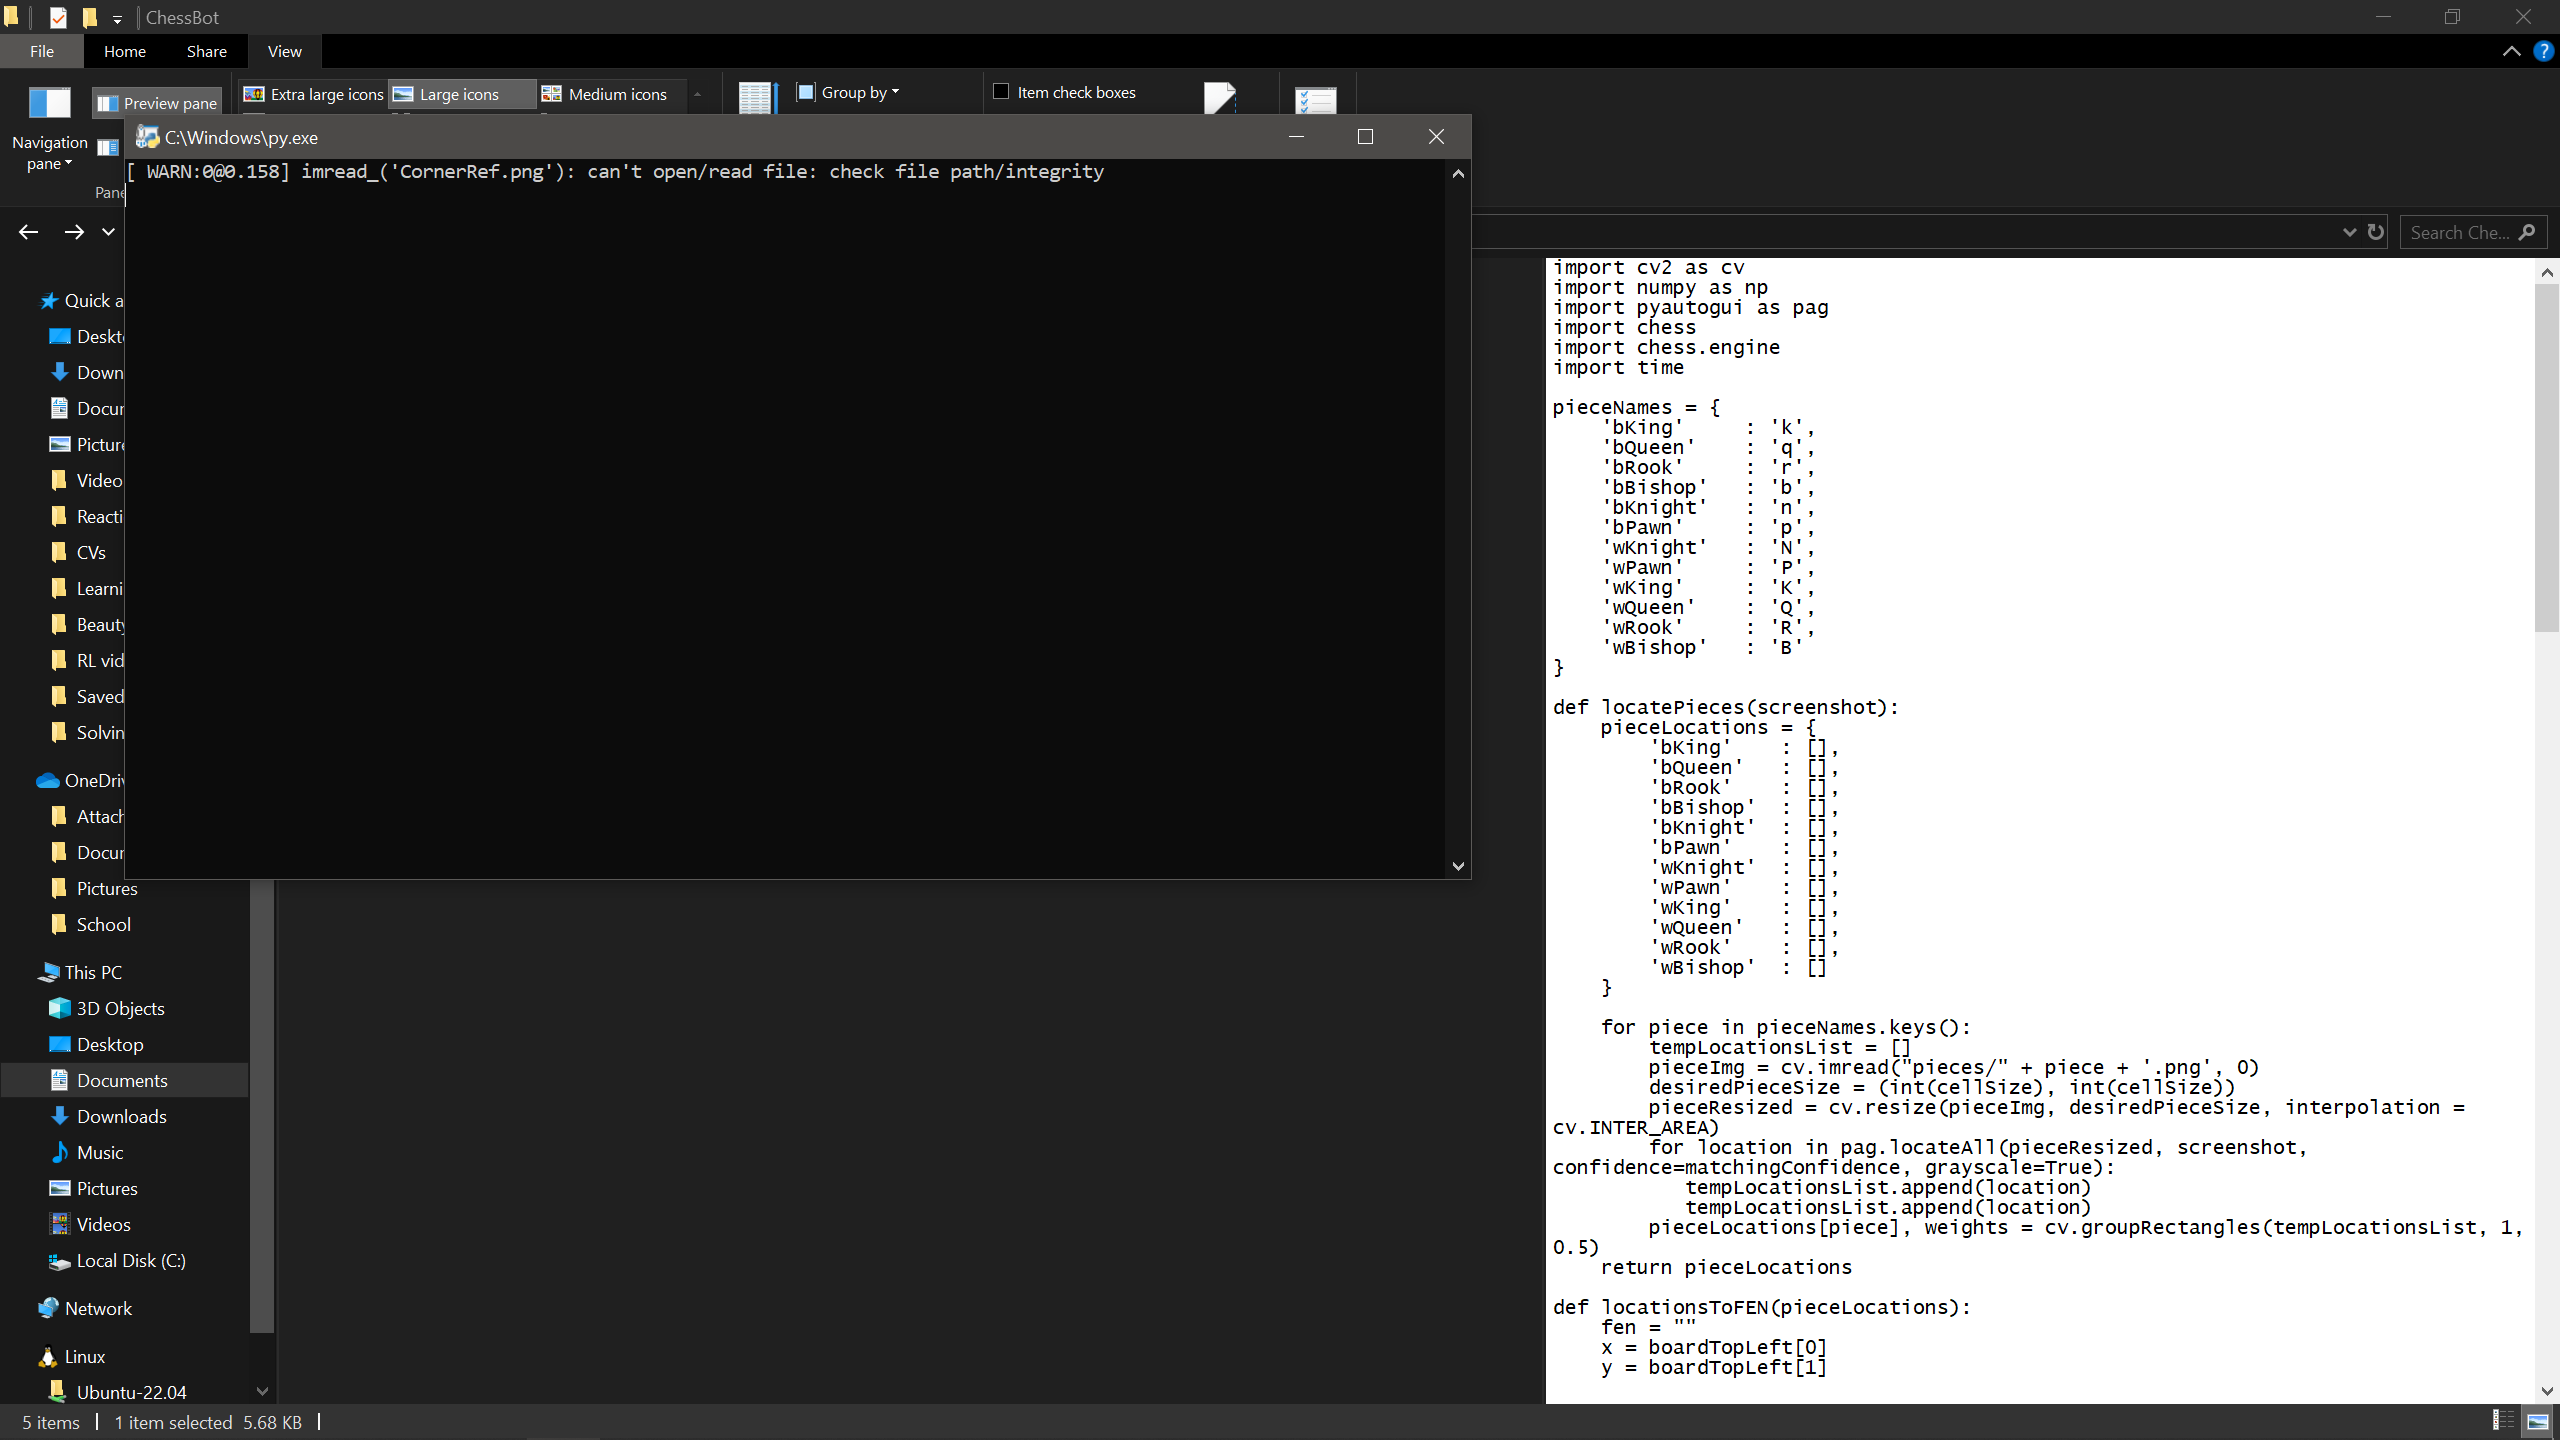 ChessBot
File
Home
Share
View
Navigation
pane
Preview pane
Extra large icons
Large icons
Medium icons
Group by
Item check boxes
C:\Windows\py.exe
[ WARN:0@0.158] imread_('CornerRef.png'): can't open/read file: check file path/integrity
Pane
Search Che...
Quick a
Deskt
Down
Docur
Picture
Video
Reacti
CVs
Learni
Beauty
RL vid
Saved
Solvin
OneDriv
Attach
Docur
Pictures
School
This PC
3D Objects
Desktop
Documents
Downloads
Music
Pictures
Videos
Local Disk (C:)
Network
Linux
Ubuntu-22.04
import cv2 as cv
import numpy as np
import pyautogui as pag
import chess
import chess.engine
import time
pieceNames = {
'bKing' : 'k',
'bQueen' : 'q',
'bRook' : 'r',
'bBishop' : 'b',
'bKnight' : 'n',
'bPawn' : 'p',
'wKnight' : 'N',
'wPawn' : 'P',
'wKing' : 'K',
'wQueen' : 'Q',
'wRook' : 'R',
'wBishop' : 'B'
}
def locatePieces(screenshot):
pieceLocations = {
'bKing' : [],
'bQueen' : [],
'bRook' : [],
'bBishop' : [],
'bKnight' : [],
'bPawn' : [],
'wKnight' : [],
'wPawn' : [],
'wKing' : [],
'wQueen' : [],
'wRook' : [],
'wBishop' : []
}
for piece in pieceNames.keys():
tempLocationsList = []
pieceImg = cv.imread("pieces/" + piece + '.png', 0)
desiredPieceSize = (int(cellSize), int(cellSize))
pieceResized = cv.resize(pieceImg, desiredPieceSize, interpolation =
cv.INTER_AREA)
for location in pag.locateAll(pieceResized, screenshot,
confidence=matchingConfidence, grayscale=True):
tempLocationsList.append(location)
tempLocationsList.append(location)
pieceLocations[piece], weights = cv.groupRectangles(tempLocationsList, 1,
0.5)
return pieceLocations
def locationsToFEN(pieceLocations):
fen = ""
x = boardTopLeft[0]
y = boardTopLeft[1]
5 items
1 item selected 5.68 KB